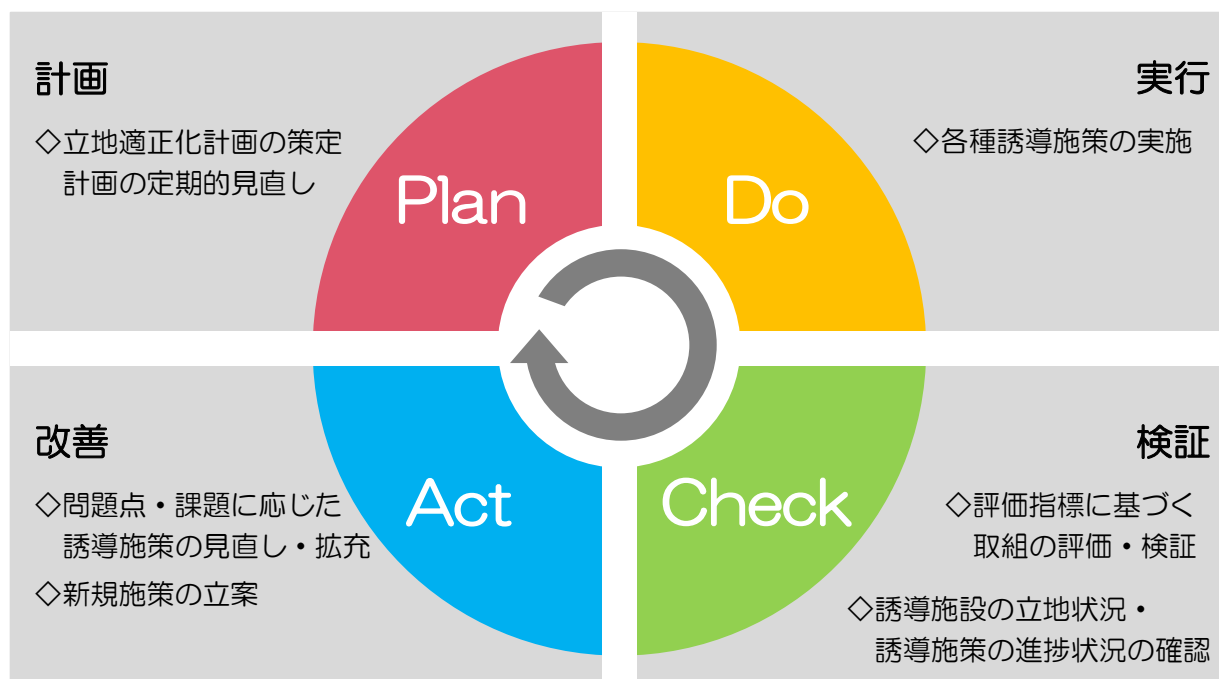 計画
◇立地適正化計画の策定
計画の定期的見直し
Plan
実行
◇各種誘導施策の実施
Do
改善
◇問題点・課題に応じた
誘導施策の見直し・拡充
◇新規施策の立案
Act
検証
◇評価指標に基づく
取組の評価・検証
◇誘導施設の立地状況・
誘導施策の進捗状況の確認
Check